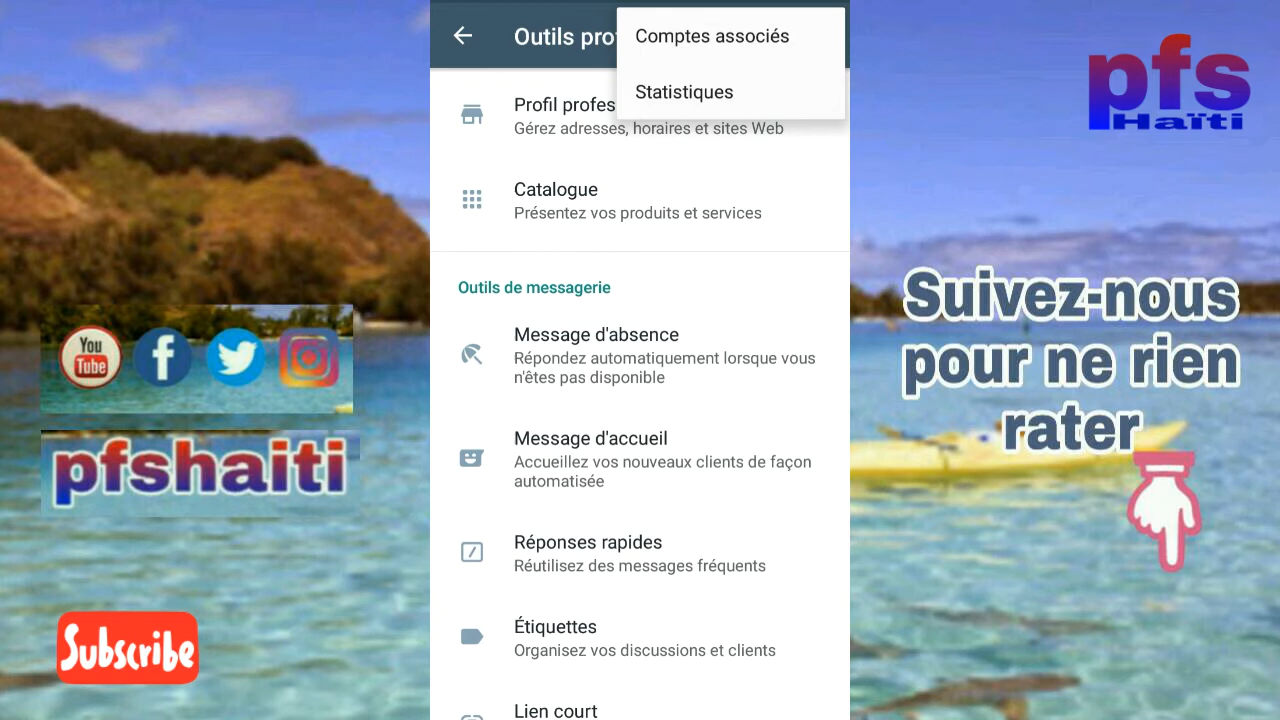 You
Tube
pfshaiti
Subscribe
Outils pro
Comptes associés
Statistiques
Profil profes
Gérez adresses, horaires et sites Web
Catalogue
Présentez vos produits et services
Outils de messagerie
Message d'absence
Répondez automatiquement lorsque vous
n'êtes pas disponible
Message d'accueil
Accueillez vos nouveaux clients de façon
automatisée
Réponses rapides
Réutilisez des messages fréquents
Étiquettes
Organisez vos discussions et clients
Lien court
pfs
Haïti
Suivez-nous
pour ne rien
rater